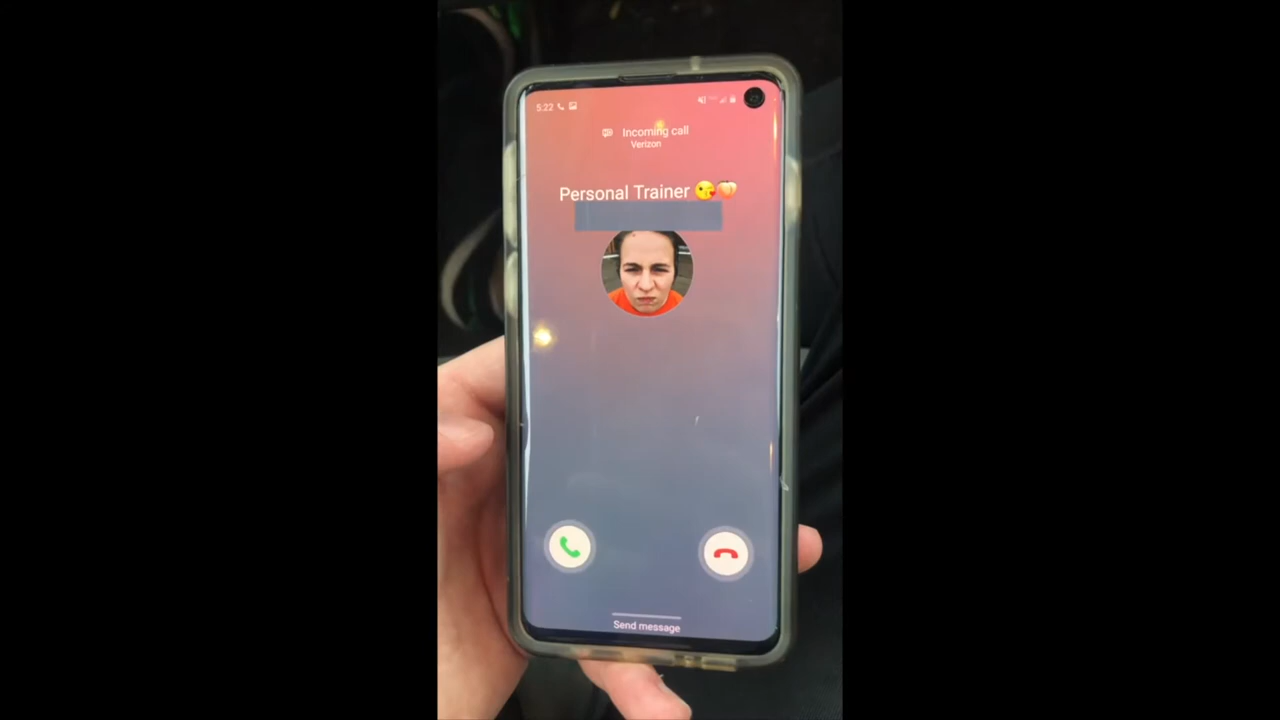 5:22
Incoming call
Verizon
Personal Trainer 😘🍑
Send message